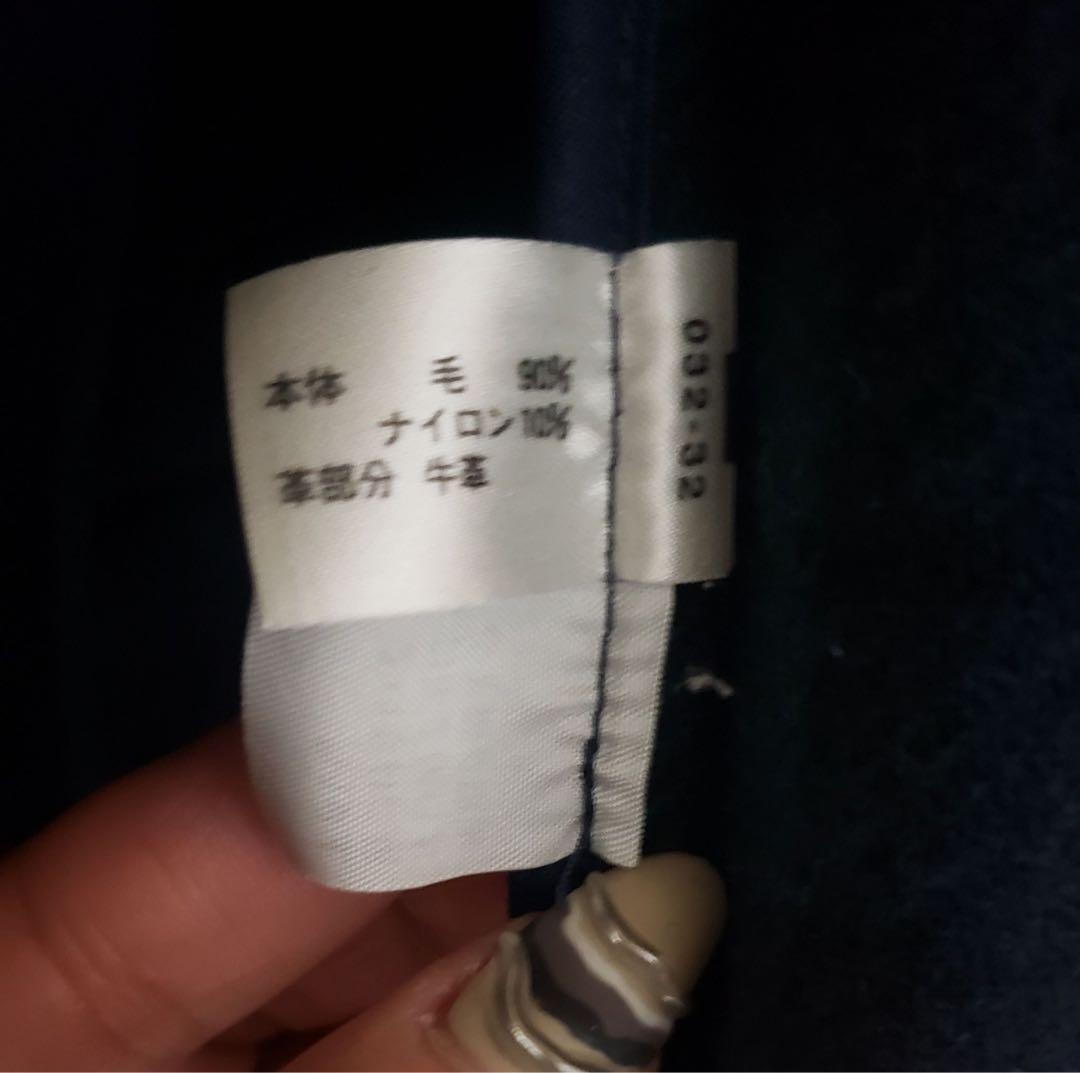 本体 毛 90%
ナイロン10%
革部分 牛革
032-32